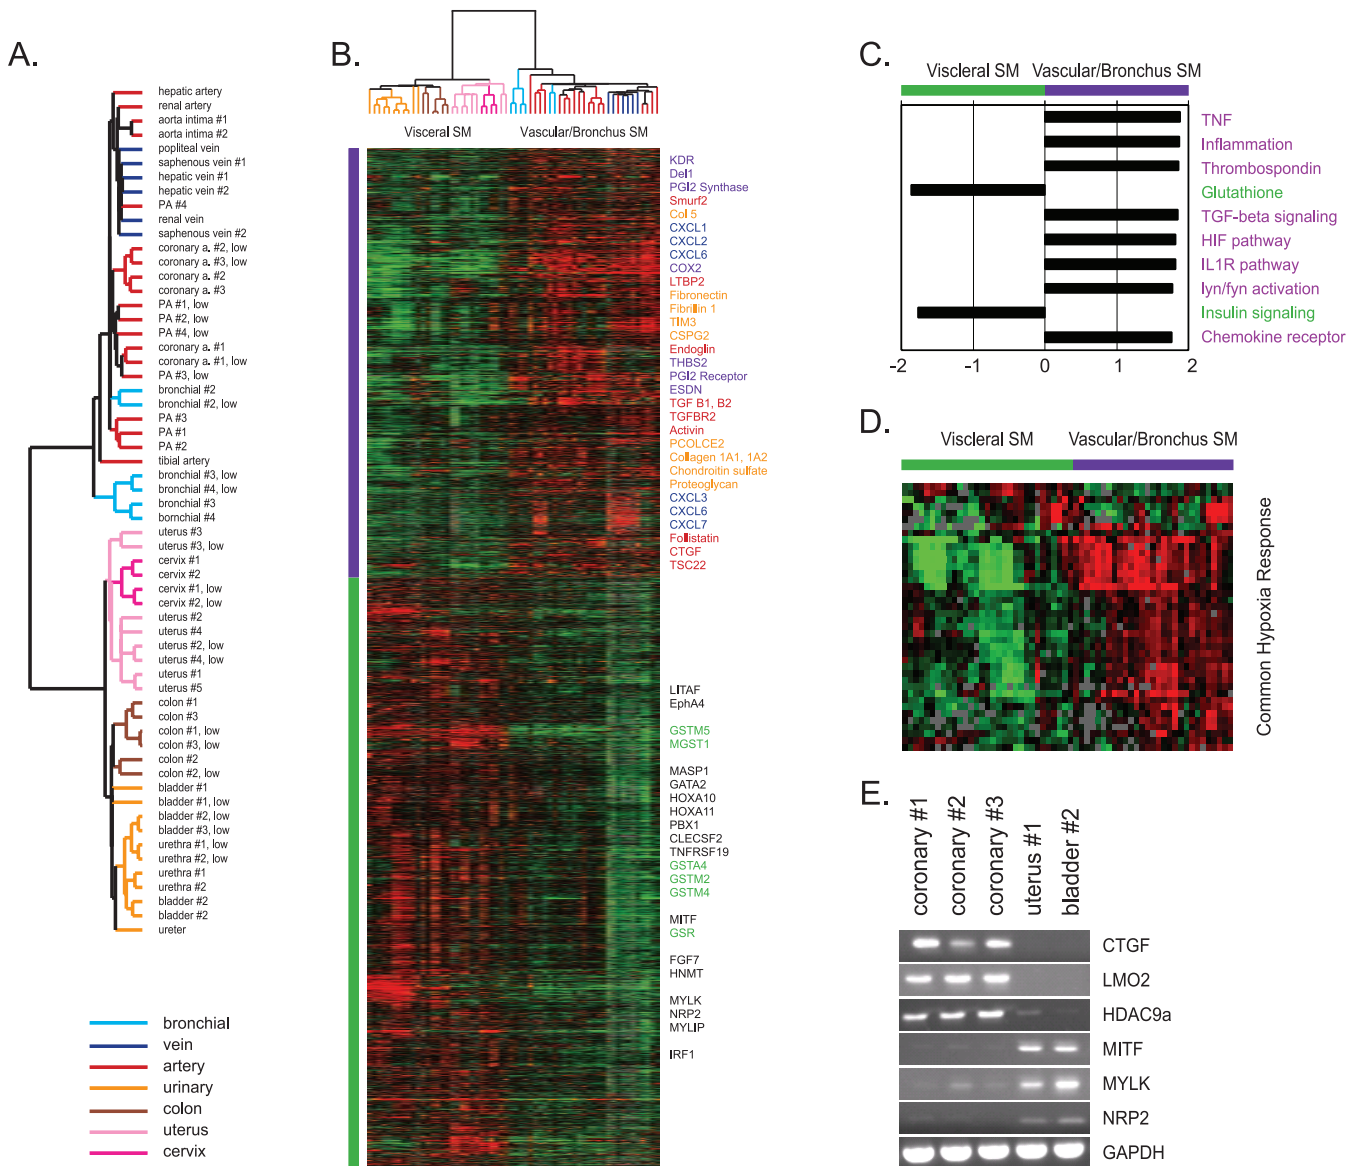 A.
hepatic artery
renal artery
aorta intima #1
aorta intima #2
popliteal vein
saphenous vein #1
hepatic vein #1
hepatic vein #2
PA #4
renal vein
saphenous vein #2
coronary a. #2, low
coronary a. #3, low
coronary a. #2
coronary a. #3
PA #1, low
PA #2, low
PA #4, low
coronary a. #1
coronary a. #1, low
PA #3, low
bronchial #2
bronchial #2, low
PA #3
PA #1
PA #2
tibial artery
bronchial #3, low
bronchial #4, low
bronchial #3
bornchial #4
uterus #3
uterus #3, low
cervix #1
cervix #2
cervix #1, low
cervix #2, low
uterus #2
uterus #4
uterus #2, low
uterus #4, low
uterus #1
uterus #5
colon #1
colon #3
colon #1, low
colon #3, low
colon #2
colon #2, low
bladder #1
bladder #1, low
bladder #2, low
bladder #3, low
urethra #1, low
urethra #2, low
urethra #1
urethra #2
bladder #2
bladder #2
ureter
bronchial
vein
artery
urinary
colon
uterus
cervix
B.
Visceral SM
Vascular/Bronchus SM
KDR
Del1
PGI2 Synthase
Smurf2
Col 5
CXCL1
CXCL2
CXCL6
COX2
LTBP2
Fibronectin
Fibrillin 1
TIM3
CSPG2
Endoglin
THBS2
PGI2 Receptor
ESDN
TGF B1, B2
TGFBR2
Activin
PCOLCE2
Collagen 1A1, 1A2
Chondroitin sulfate
Proteoglycan
CXCL3
CXCL6
CXCL7
Follistatin
CTGF
TSC22
LITAF
EphA4
GSTM5
MGST1
MASP1
GATA2
HOXA10
HOXA11
PBX1
CLECSF2
TNFRSF19
GSTA4
GSTM2
GSTM4
MITF
GSR
FGF7
HNMT
MYLK
NRP2
MYLIP
IRF1
C.
Viscleral SM
Vascular/Bronchus SM
TNF
Inflammation
Thrombospondin
Glutathione
TGF-beta signaling
HIF pathway
IL1R pathway
lyn/fyn activation
Insulin signaling
Chemokine receptor
-2
-1
0
1
2
D.
Viscleral SM
Vascular/Bronchus SM
Common Hypoxia Response
E.
coronary #1
coronary #2
coronary #3
uterus #1
bladder #2
CTGF
LMO2
HDAC9a
MITF
MYLK
NRP2
GAPDH